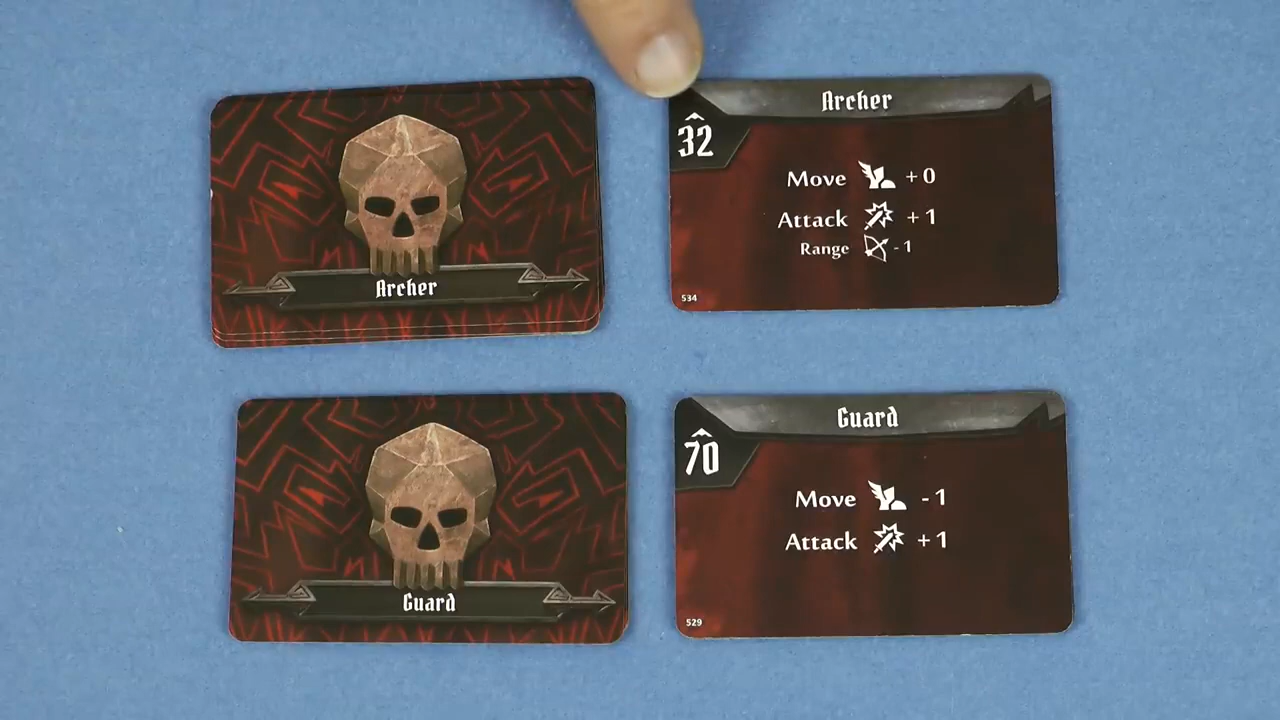 Archer
Archer
32
Move +0
Attack +1
Range -1
534
Guard
Guard
70
Move -1
Attack +1
529